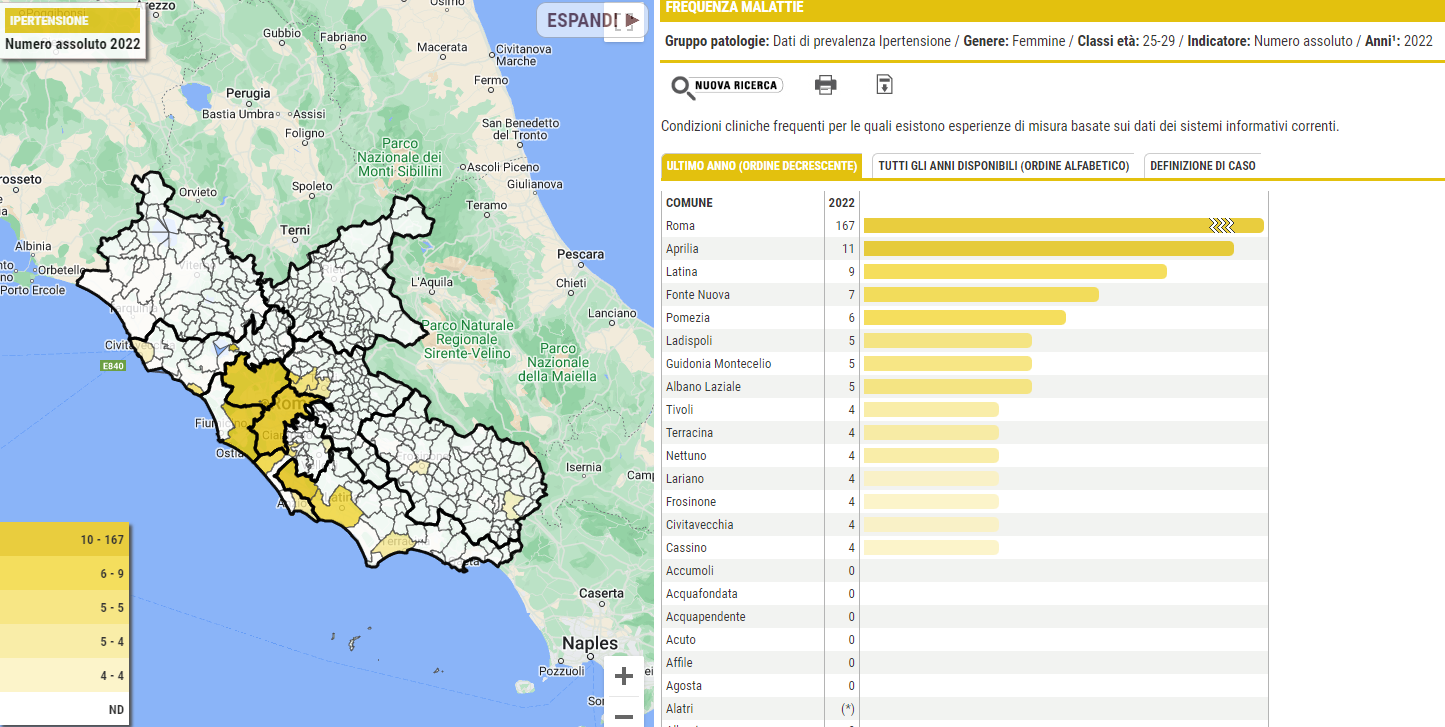 IPERTENSIONE
Numero assoluto 2022
Arezzo
Gubbio
Fabriano
Macerata
Civitanova
Marche
Fermo
Perugia
Bastia Umbra
Assisi
Foligno
San Benedetto
del Tronto
Parco
Nazionale dei
Monti Sibillini
Ascoli Piceno
Giulianova
Orvieto
Spoleto
Teramo
Terni
Albinia
Orbetello
Porto Ercole
Pescara
L'Aquila
Chieti
Lanciano
Parco Naturale
Regionale
Sirente-Velino
Parco
Nazionale
della Maiella
E840
Ostia
Isernia
Caserta
Naples
Pozzuoli
10 - 167
6 - 9
5 - 5
5 - 4
4 - 4
ND
FREQUENZA MALATTIE
Gruppo patologie: Dati di prevalenza Ipertensione / Genere: Femmine / Classi età: 25-29 / Indicatore: Numero assoluto / Anni¹: 2022
NUOVA RICERCA
Condizioni cliniche frequenti per le quali esistono esperienze di misura basate sui dati dei sistemi informativi correnti.
ULTIMO ANNO (ORDINE DECRESCENTE) TUTTI GLI ANNI DISPONIBILI (ORDINE ALFABETICO) DEFINIZIONE DI CASO
COMUNE 2022
Roma 167
Aprilia 11
Latina 9
Fonte Nuova 7
Pomezia 6
Ladispoli 5
Guidonia Montecelio 5
Albano Laziale 5
Tivoli 4
Terracina 4
Nettuno 4
Lariano 4
Frosinone 4
Civitavecchia 4
Cassino 4
Accumoli 0
Acquafondata 0
Acquapendente 0
Acuto 0
Affile 0
Agosta 0
Alatri (*)